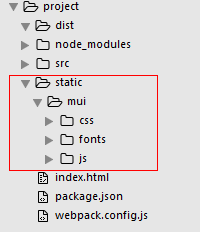 project
dist
node_modules
src
static
mui
css
fonts
js
index.html
package.json
webpack.config.js